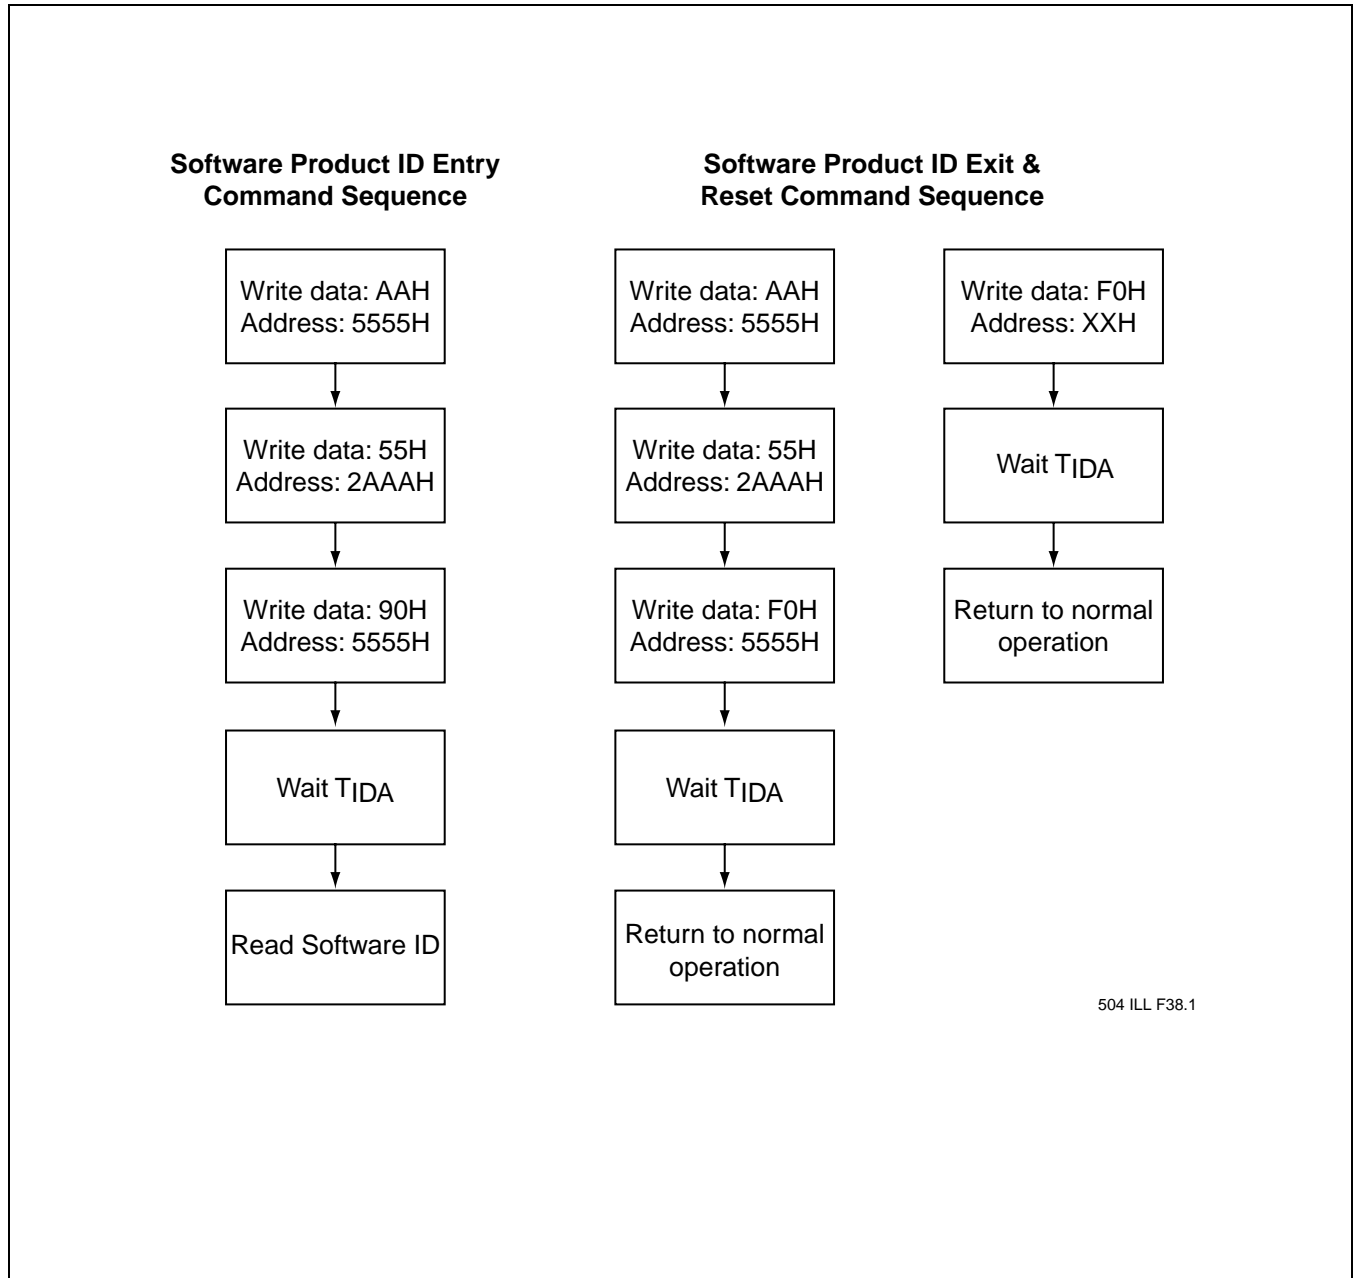 Software Product ID Entry
Command Sequence
Write data: AAH
Address: 5555H
Write data: 55H
Address: 2AAAH
Write data: 90H
Address: 5555H
Wait TIDA
Read Software ID
Software Product ID Exit &
Reset Command Sequence
Write data: AAH
Address: 5555H
Write data: 55H
Address: 2AAAH
Write data: F0H
Address: 5555H
Wait TIDA
Return to normal
operation
Write data: F0H
Address: XXH
Wait TIDA
Return to normal
operation
504 ILL F38.1